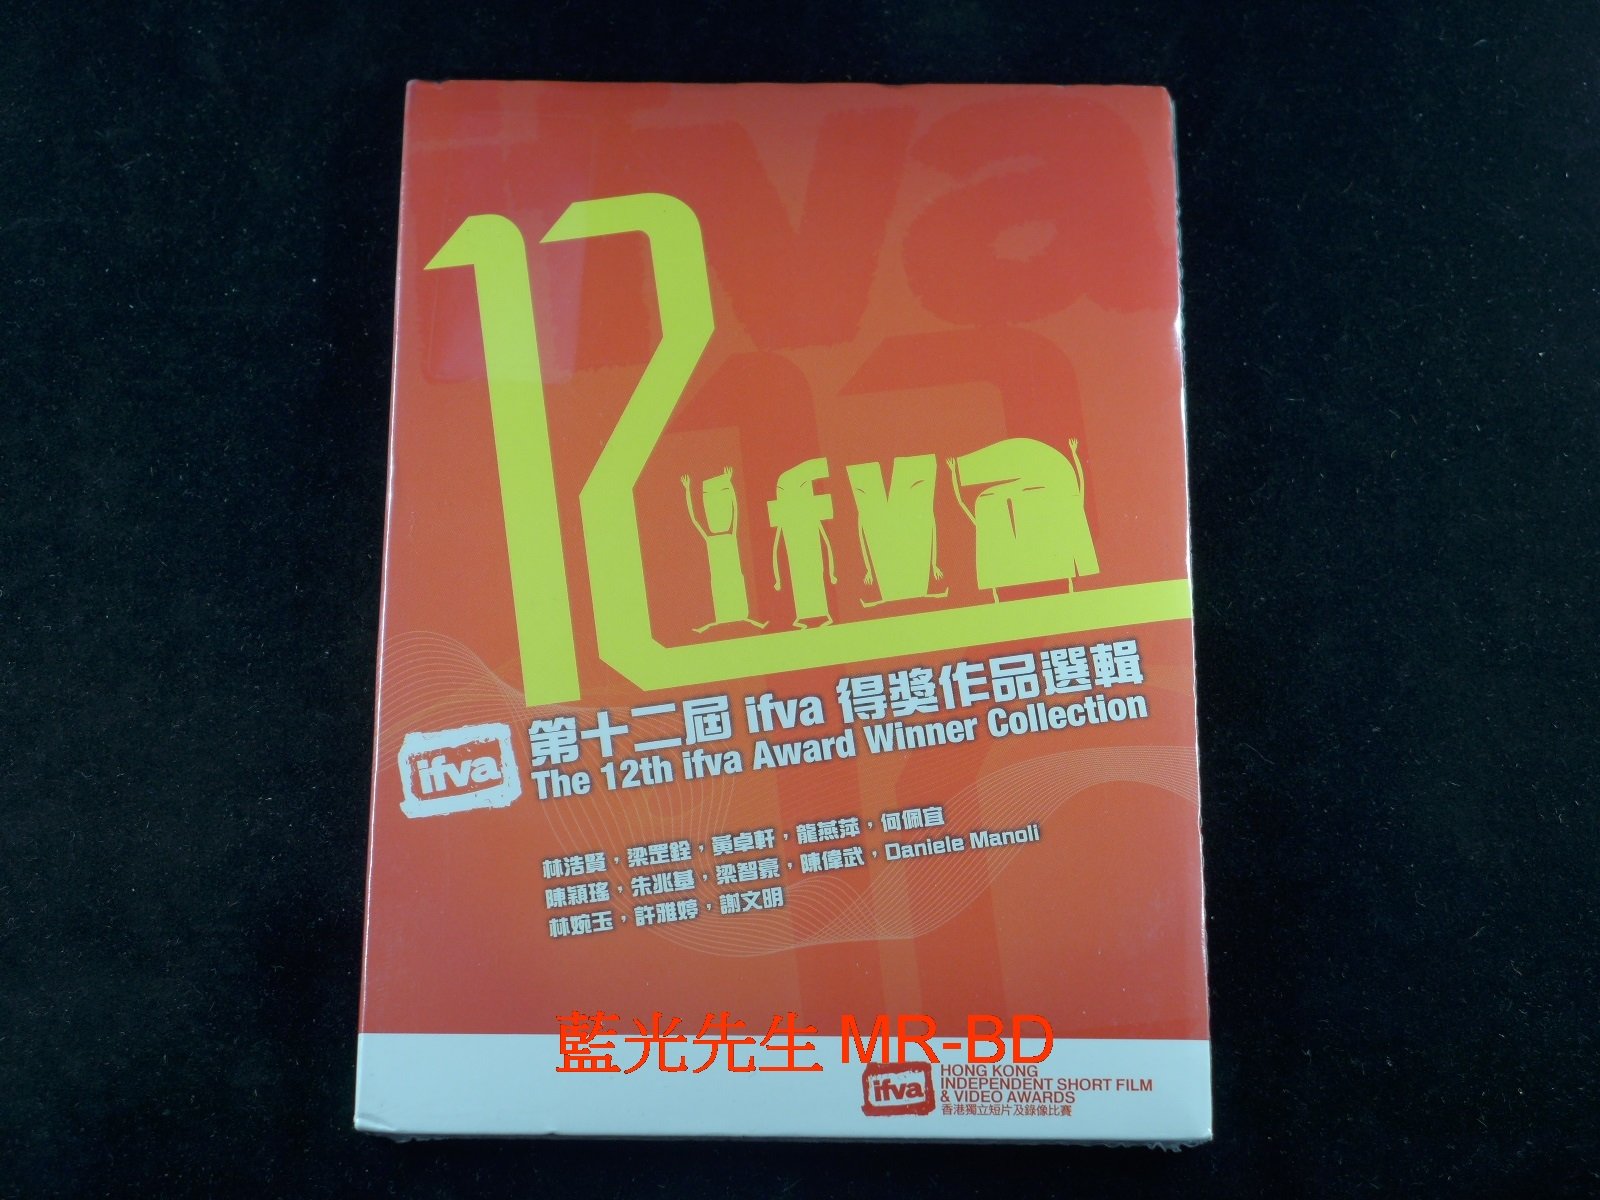 12
ifva
ifva
第十二屆 ifva 得獎作品選輯
The 12th ifva Award Winner Collection
林浩賢，梁罡銓，黃卓軒，龍燕萍，何佩宜
陳穎瑤，朱兆基，梁智豪，陳偉武，Daniele Manoli
林婉玉，許雅婷，謝文明
藍光先生 MR-BD
ifva
HONG KONG
INDEPENDENT SHORT FILM
& VIDEO AWARDS
香港獨立短片及錄像比賽